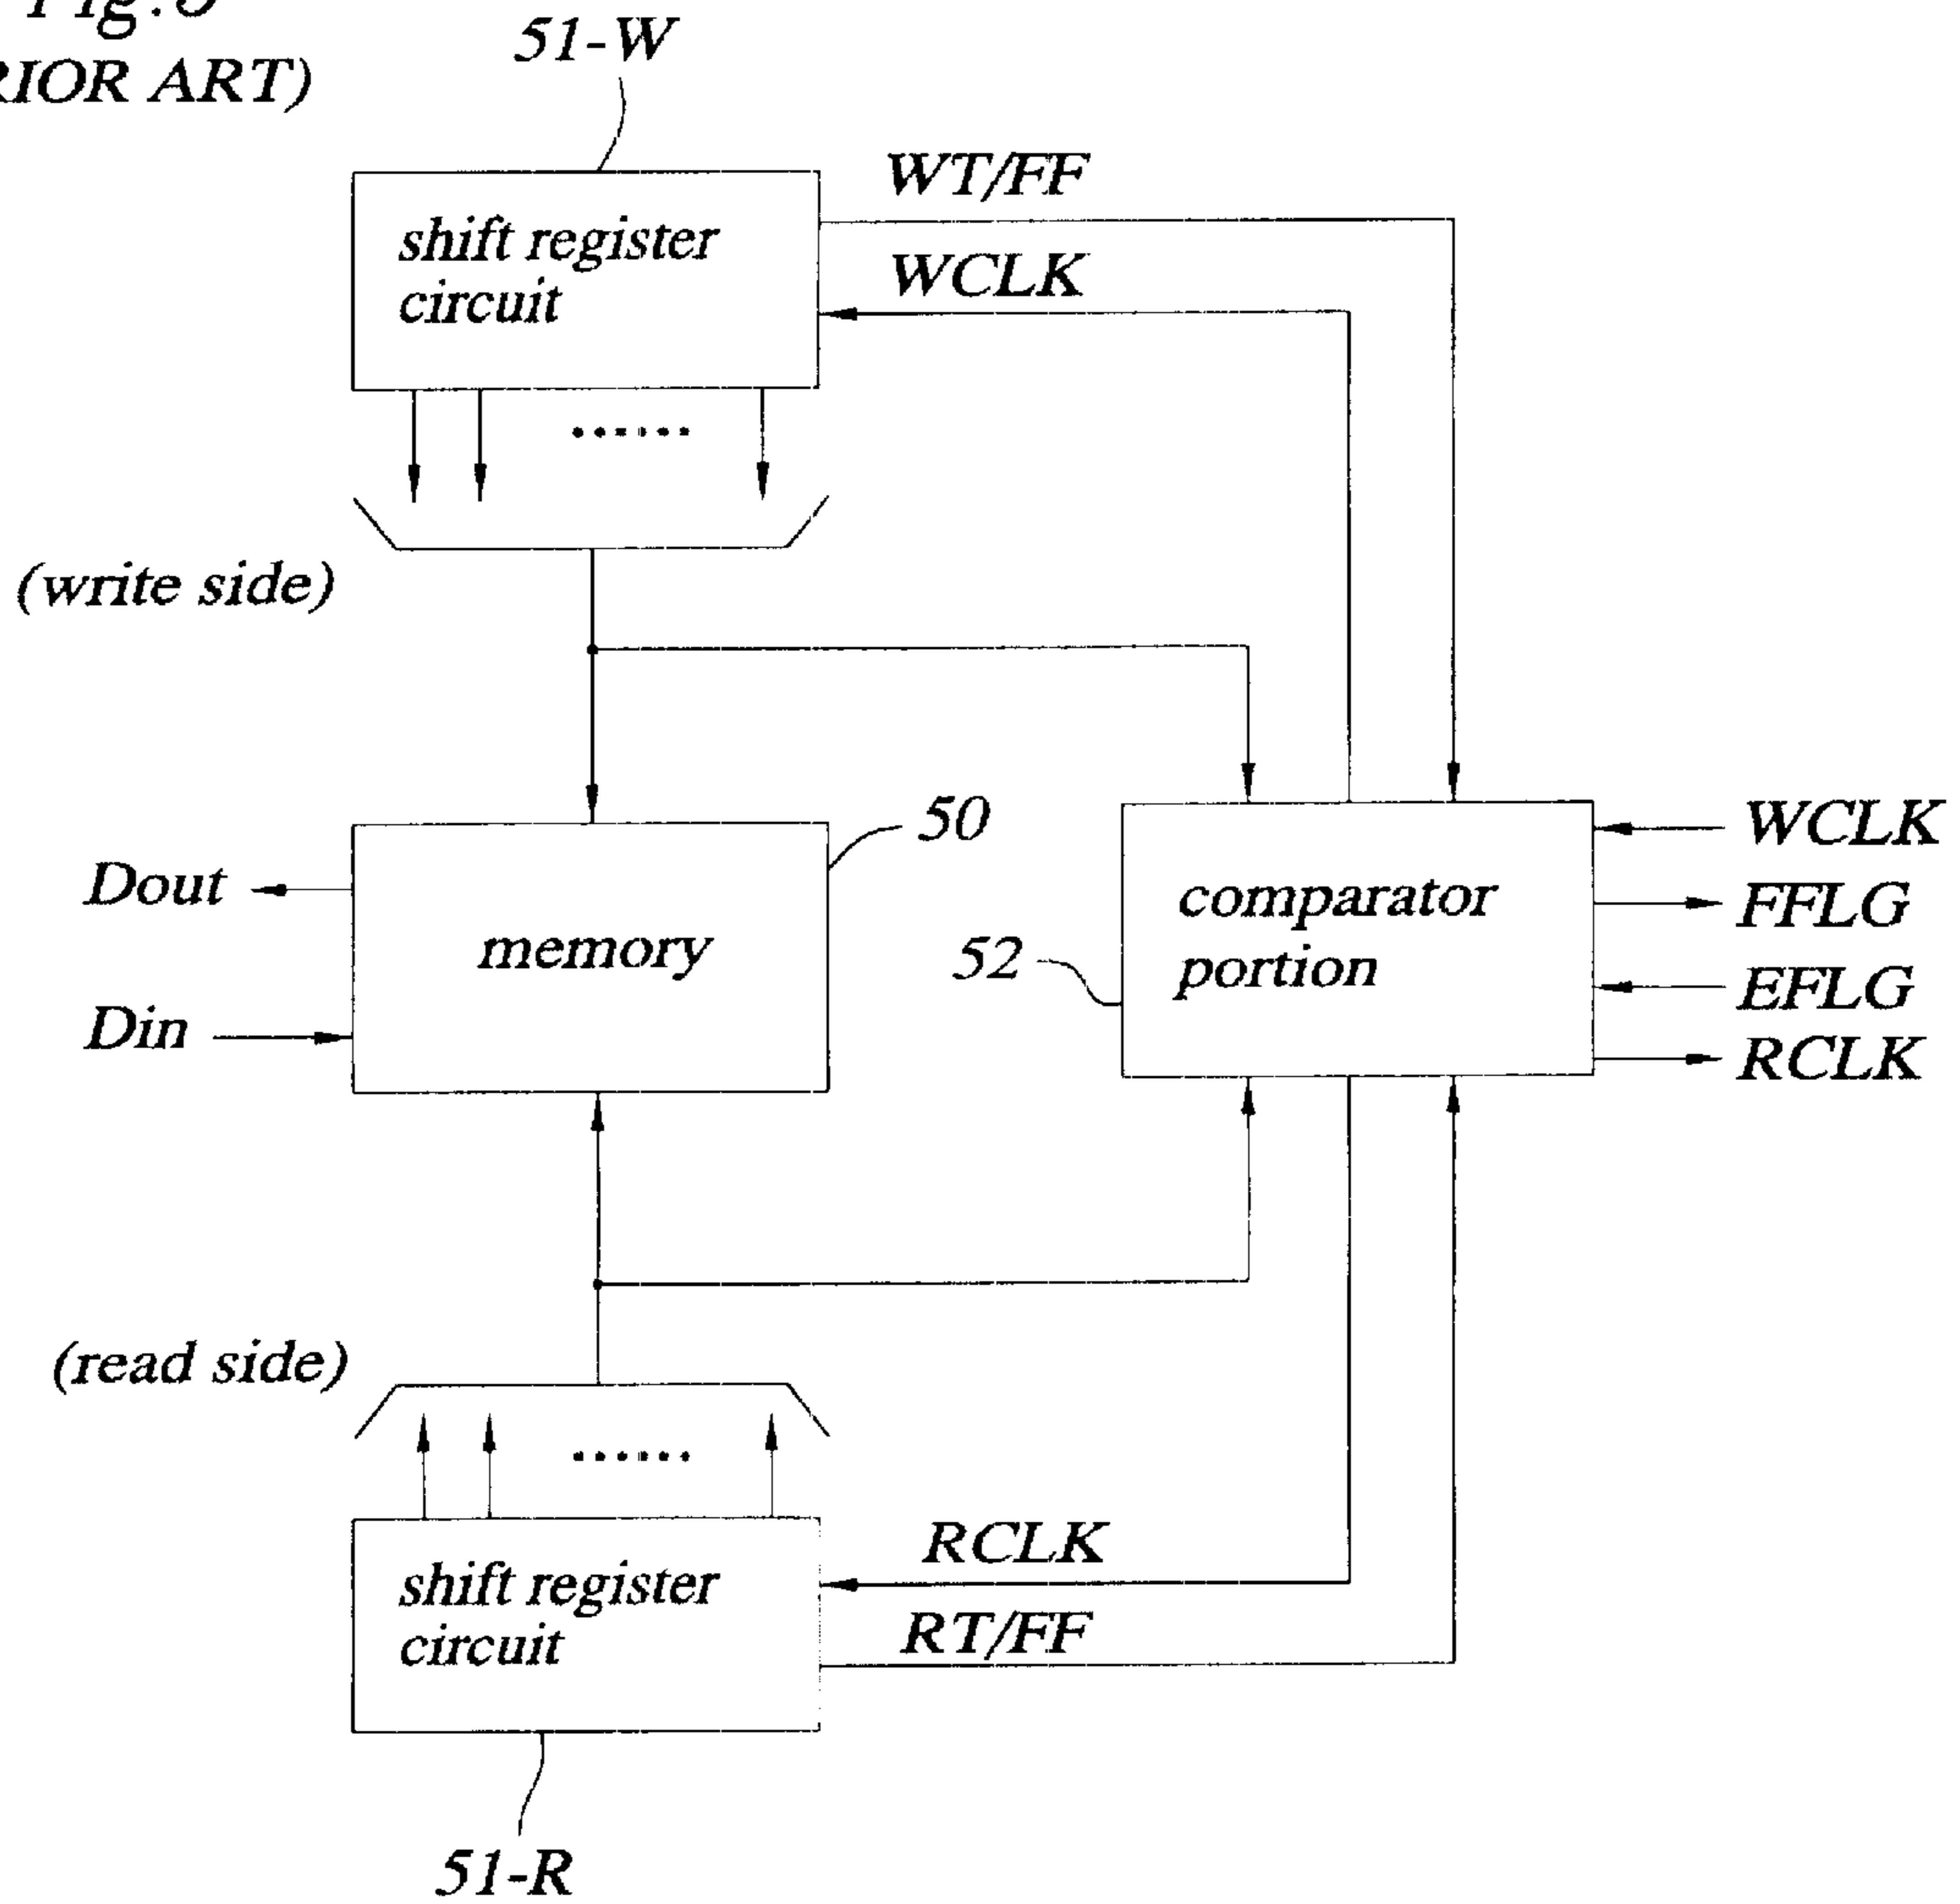 51-W
WT/FF
shift register
circuit
WCLK
(write side)
50
Dout
memory
Din
52
comparator
portion
WCLK
FFLG
EFLG
RCLK
(read side)
RCLK
shift register
circuit
RT/FF
51-R
ART)